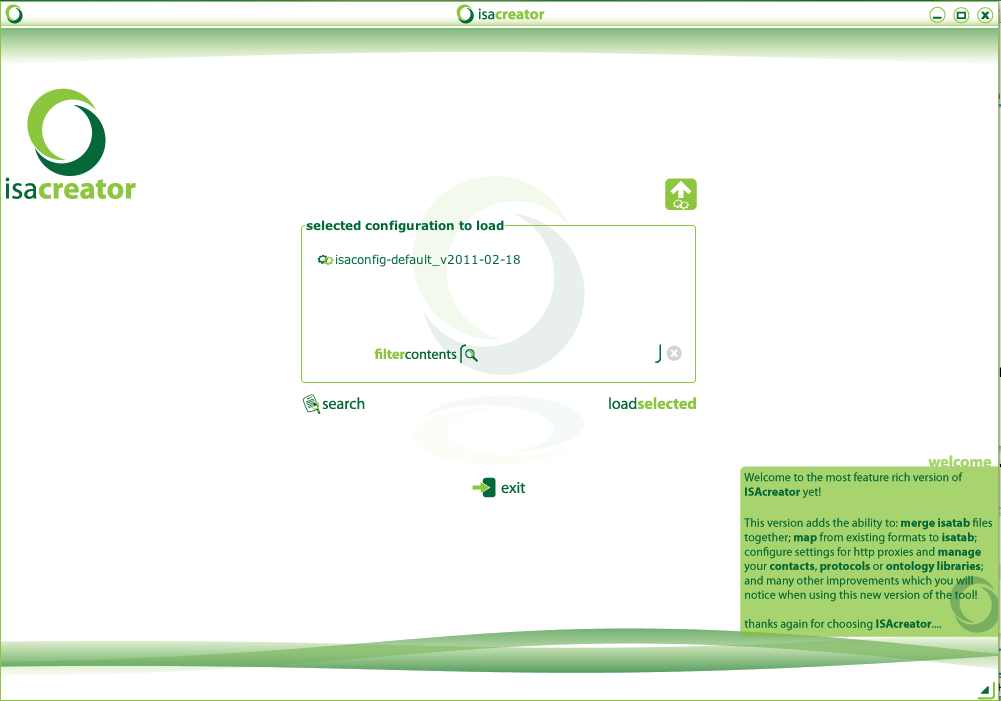 isacreator
isacreator
selected configuration to load
isaconfig-default_v2011-02-18
filtercontents
search
loadselected
exit
welcome
Welcome to the most feature rich version of
ISAcreator yet!
This version adds the ability to: merge isatab files
together; map from existing formats to isatab;
configure settings for http proxies and manage
your contacts, protocols or ontology libraries;
and many other improvements which you will
notice when using this new version of the tool!
thanks again for choosing ISAcreator....